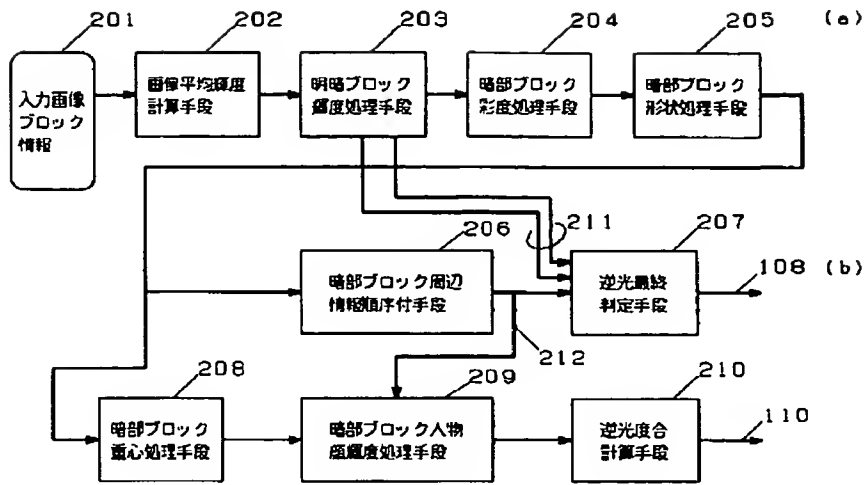 201
202
203
204
205
(a)
入力画像
ブロック
情報
画像平均輝度
計算手段
明暗ブロック
輝度処理手段
暗部ブロック
彩度処理手段
暗部ブロック
形状処理手段
206
211
207
暗部ブロック周辺
情報順序付手段
逆光最終
判定手段
108
(b)
212
208
209
210
暗部ブロック
重心処理手段
暗部ブロック人物
顔輝度処理手段
逆光度合
計算手段
110